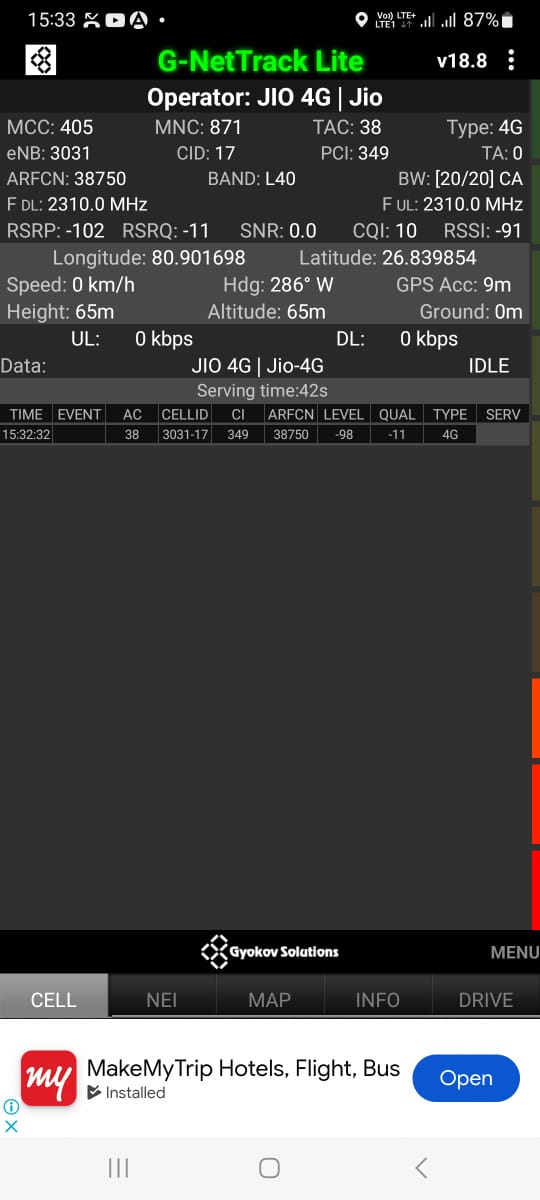 15:33 Vo) LTE+ LTE1 87%
G-NetTrack Lite v18.8
Operator: JIO 4G | Jio
MCC: 405 MNC: 871 TAC: 38 Type: 4G
eNB: 3031 CID: 17 PCI: 349 TA: 0
ARFCN: 38750 BAND: L40 BW: [20/20] CA
F DL: 2310.0 MHz F UL: 2310.0 MHz
RSRP: -102 RSRQ: -11 SNR: 0.0 CQI: 10 RSSI: -91
Longitude: 80.901698 Latitude: 26.839854
Speed: 0 km/h Hdg: 286° W GPS Acc: 9m
Height: 65m Altitude: 65m Ground: 0m
UL: 0 kbps DL: 0 kbps
Data: JIO 4G | Jio-4G IDLE
Serving time:42s
TIME EVENT AC CELLID CI ARFCN LEVEL QUAL TYPE SERV
15:32:32 38 3031-17 349 38750 -98 -11 4G
Gyokov Solutions MENU
CELL NEI MAP INFO DRIVE
my MakeMyTrip Hotels, Flight, Bus
Installed
Open